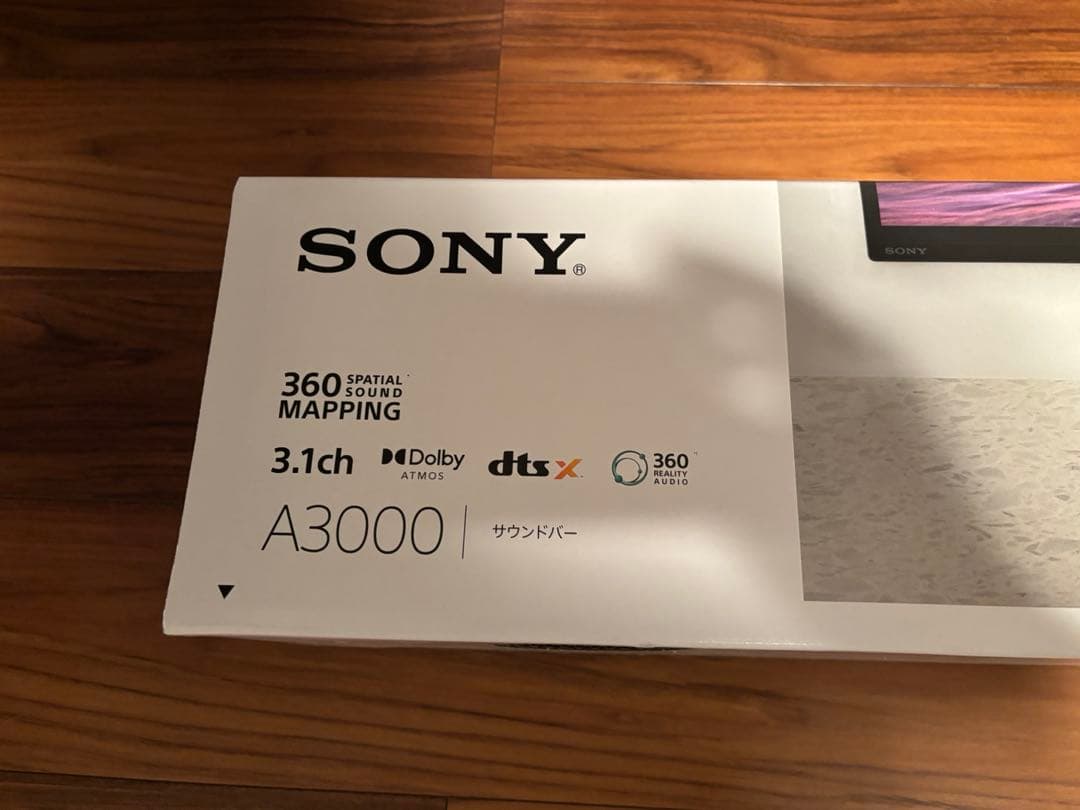 SONY®
SONY
360 SPATIAL SOUND MAPPING
3.1ch Dolby ATMOS dts X 360 REALITY AUDIO
A3000 サウンドバー